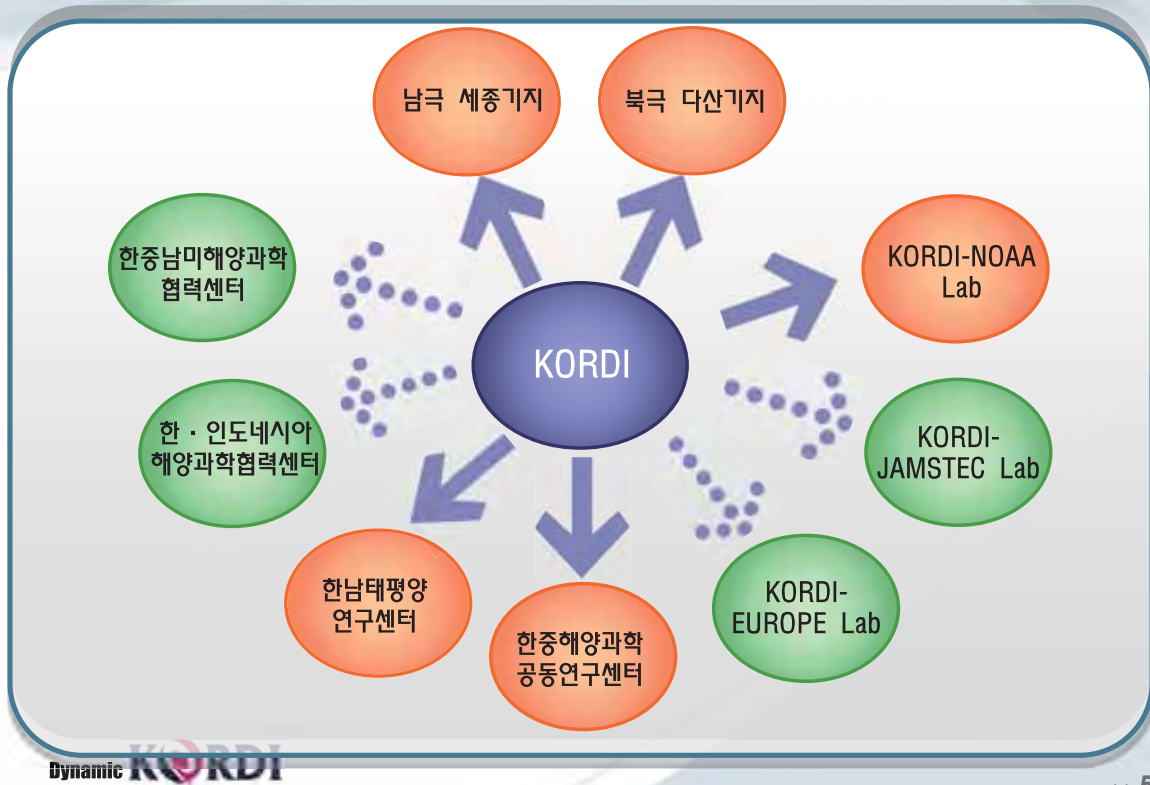 남극 세종기지
북극 다산기지
한중남미해양과학
협력센터
KORDI-NOAA
Lab
KORDI
한 · 인도네시아
해양과학협력센터
KORDI-
JAMSTEC Lab
한남태평양
연구센터
한중해양과학
공동연구센터
KORDI-
EUROPE Lab
Dynamic KORDI